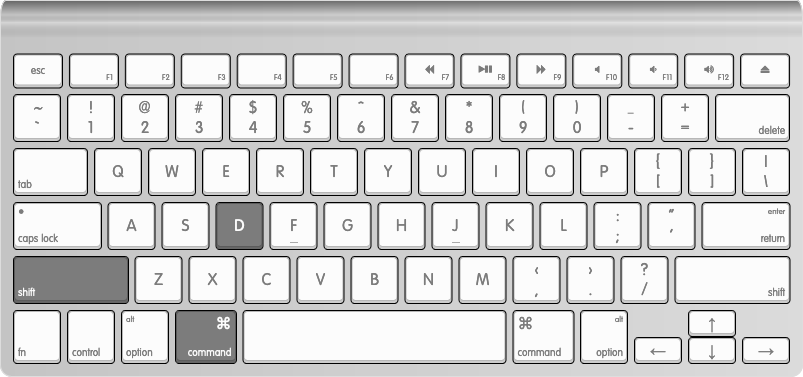 esc F1 F2 F3 F4 F5 F6 F7 F8 F9 F10 F11 F12
~ ! @ # $ % ^ & * ( ) _ +
` 1 2 3 4 5 6 7 8 9 0 - = delete
tab Q W E R T Y U I O P { [ } ] | \
caps lock A S D F G H J K L : ; " ' enter return
shift Z X C V B N M < , > . ? / shift
fn control alt option ⌘ command ⌘ command alt option ← ↑ ↓ →